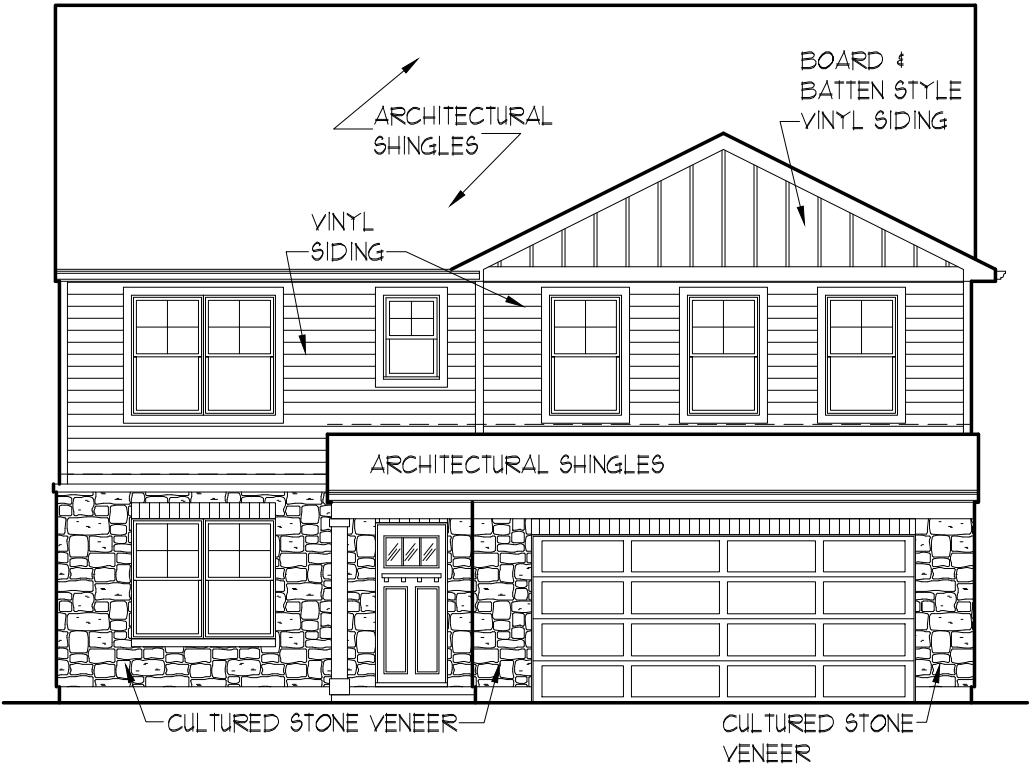 BOARD &
BATTEN STYLE
VINYL SIDING
ARCHITECTURAL
SHINGLES
VINYL
SIDING
ARCHITECTURAL SHINGLES
CULTURED STONE VENEER
CULTURED STONE
VENEER